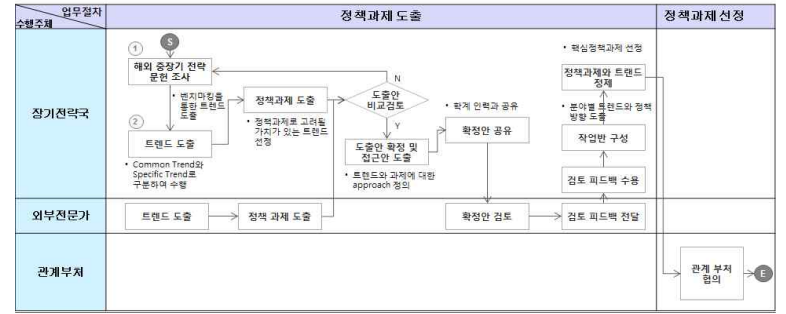 업무절차
수행주체
정책과제 도출
정책과제 선정
장기전략국
①
S
해외 중장기 전략
문헌 조사
• 벤치마킹을
통한 트렌드
도출
②
트렌드 도출
• Common Trend와
Specific Trend로
구분하여 수행
정책과제 도출
• 정책과제로 고려될
가치가 있는 트렌드
선정
N
도출안
비교검토
Y
도출안 확정 및
접근안 도출
• 트렌드와 과제에 대한
approach 정의
• 학계 인력과 공유
확정안 공유
• 핵심정책과제 선정
정책과제와 트렌드
정제
• 분야별 트렌드와 정책
방향 도출
작업반 구성
검토 피드백 수용
외부전문가
트렌드 도출
정책 과제 도출
확정안 검토
검토 피드백 전달
관계부처
관계 부처
협의
E